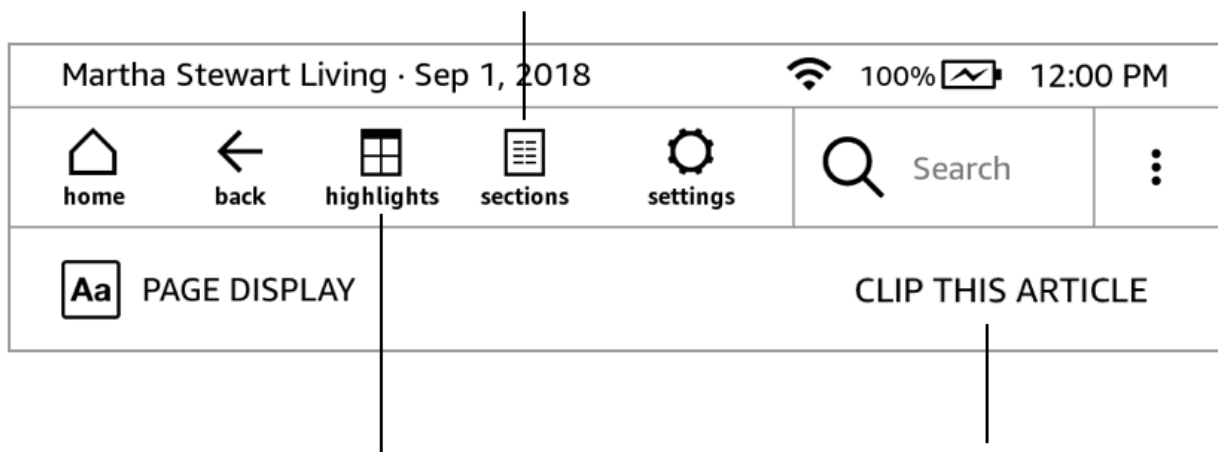 Martha Stewart Living · Sep 1, 2018 100% 12:00 PM
home back highlights sections settings Search
Aa PAGE DISPLAY CLIP THIS ARTICLE